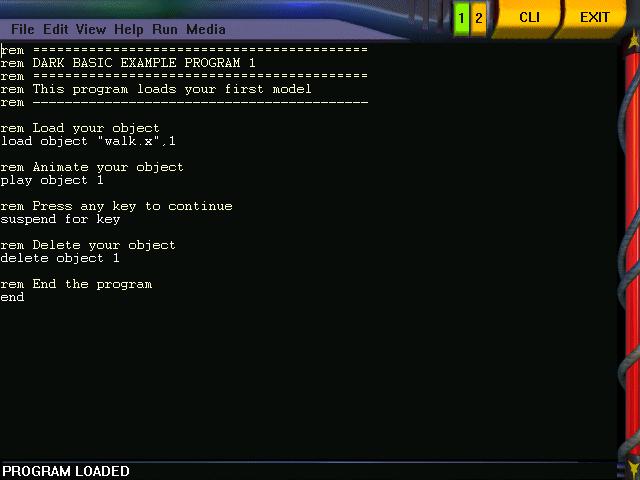 File Edit View Help Run Media
1 2
CLI
EXIT
rem ==========================================
rem DARK BASIC EXAMPLE PROGRAM 1
rem ==========================================
rem This program loads your first model
rem ------------------------------------------
rem Load your object
load object "walk.x",1
rem Animate your object
play object 1
rem Press any key to continue
suspend for key
rem Delete your object
delete object 1
rem End the program
end
PROGRAM LOADED